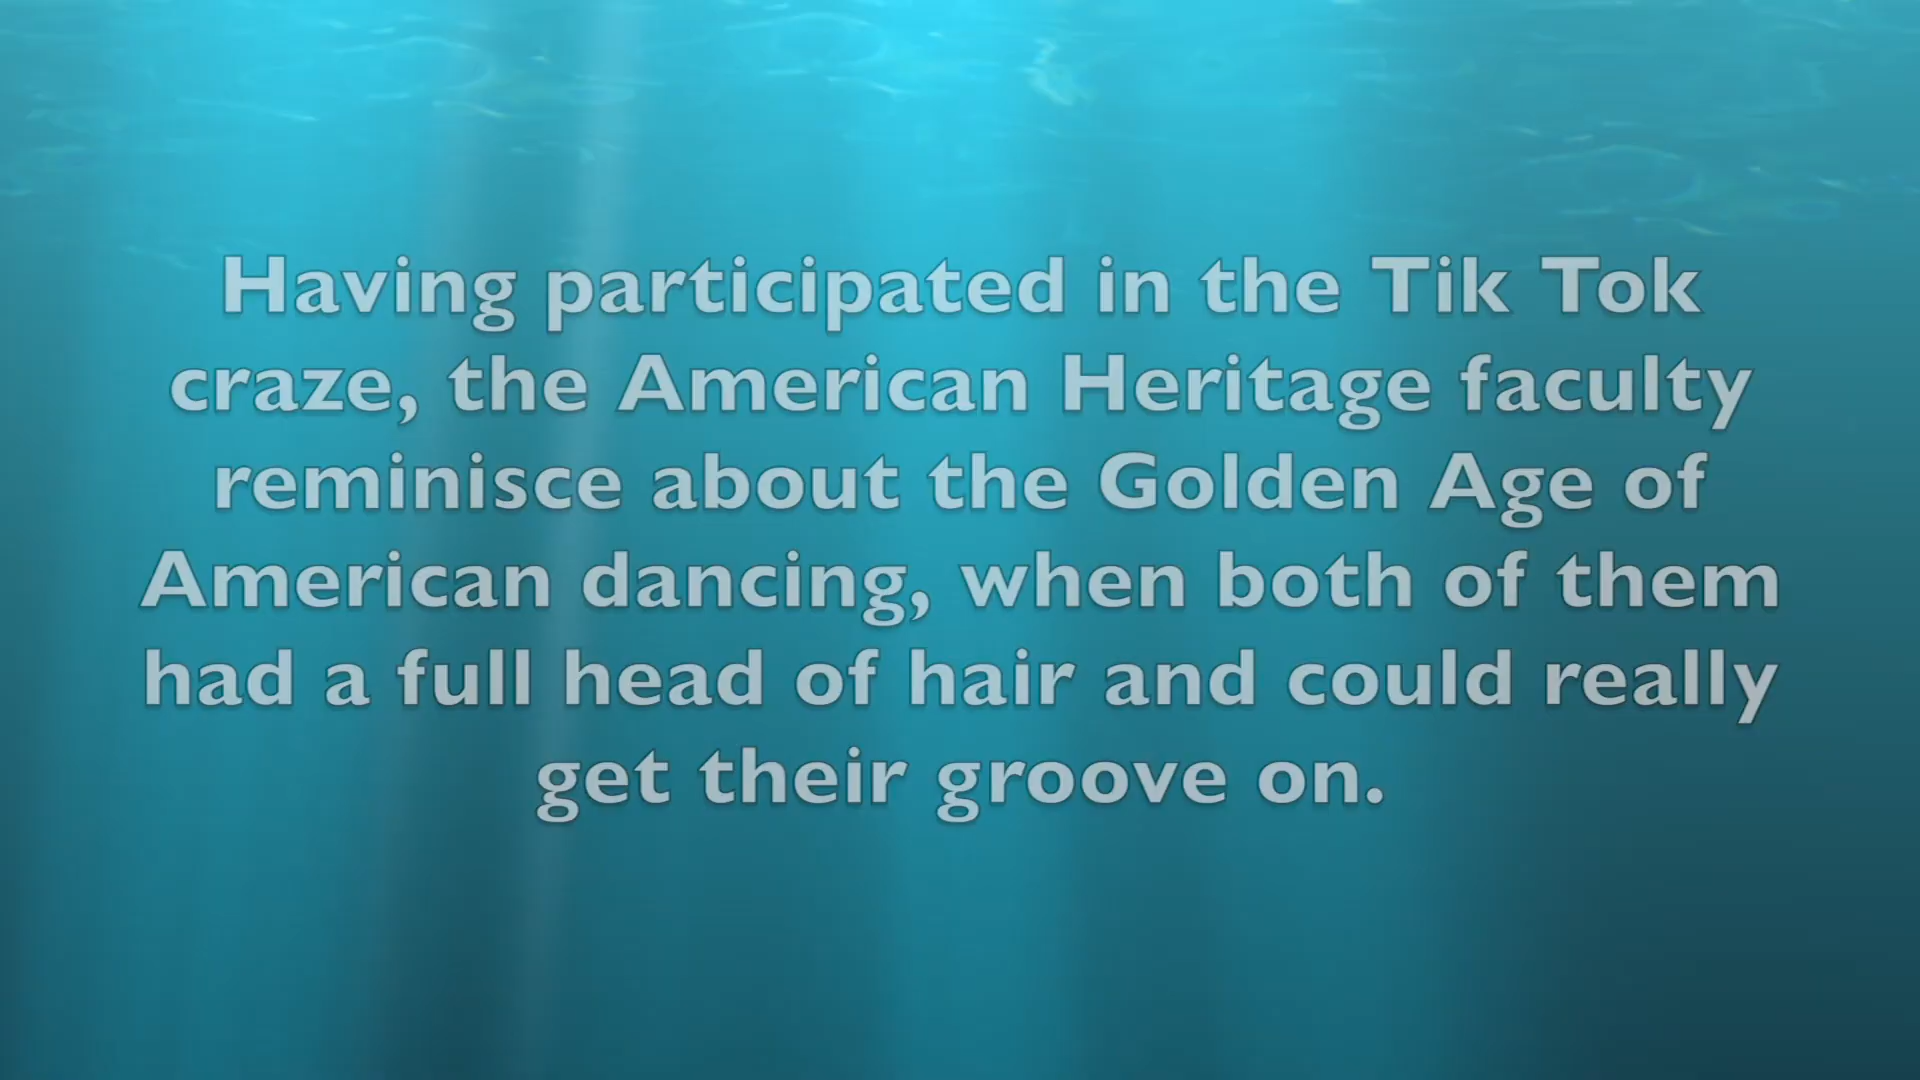 Having participated in the Tik Tok
craze, the American Heritage faculty
reminisce about the Golden Age of
American dancing, when both of them
had a full head of hair and could really
get their groove on.